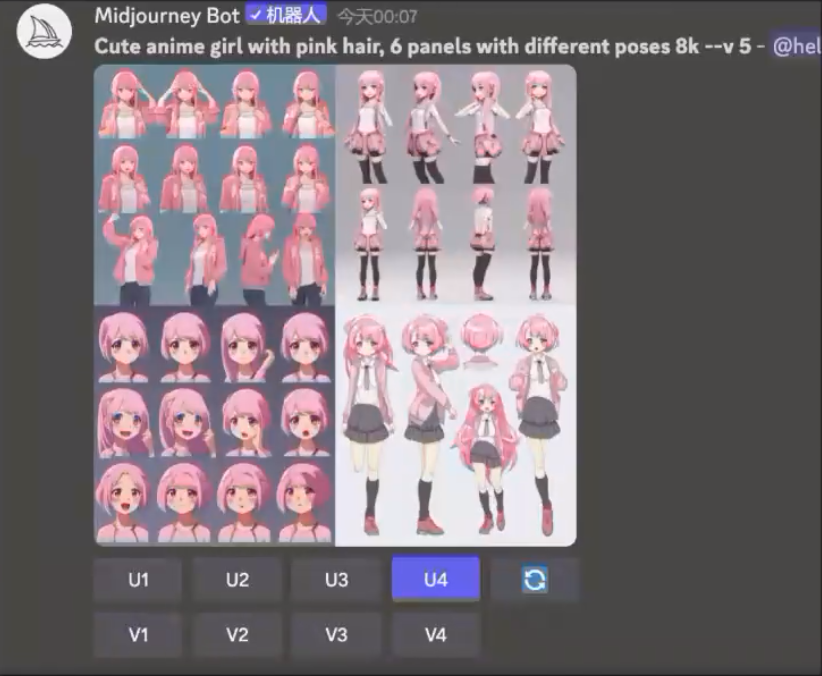 Midjourney Bot ✓机器人 今天00:07
Cute anime girl with pink hair, 6 panels with different poses 8k --v 5 - @hel
U1 U2 U3 U4
V1 V2 V3 V4